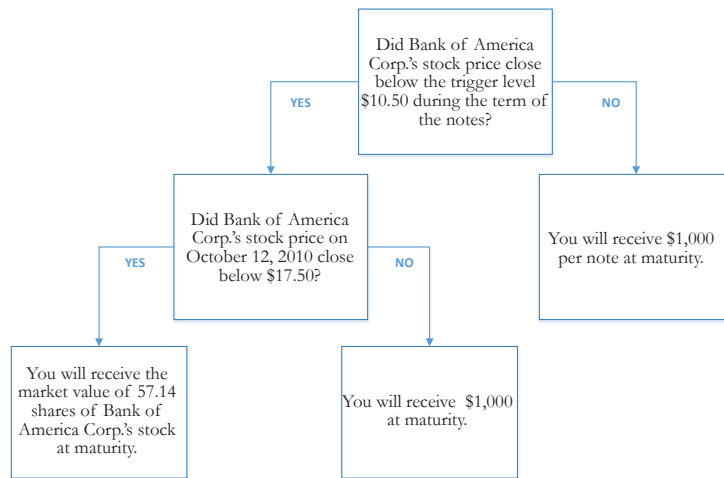 Did Bank of America
Corp.'s stock price close
below the trigger level
$10.50 during the term of
the notes?
YES
NO
Did Bank of America
Corp.'s stock price on
October 12, 2010 close
below $17.50?
You will receive $1,000
per note at maturity.
YES
NO
You will receive the
market value of 57.14
shares of Bank of
America Corp.'s stock
at maturity.
You will receive $1,000
at maturity.